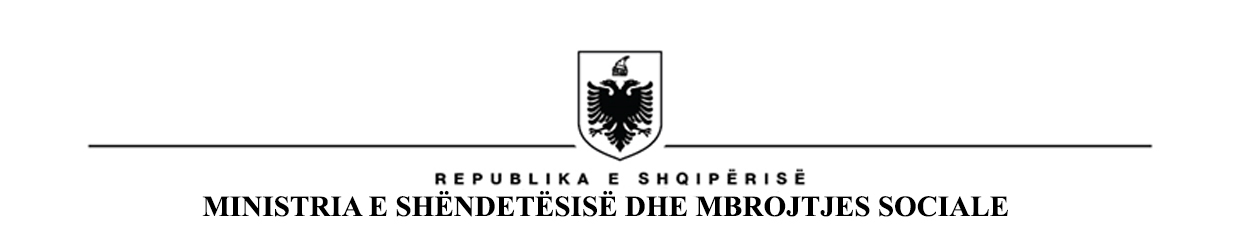 REPUBLIKA E SHQIPËRISË
MINISTRIA E SHËNDETËSISË DHE MBROJTJES SOCIALE